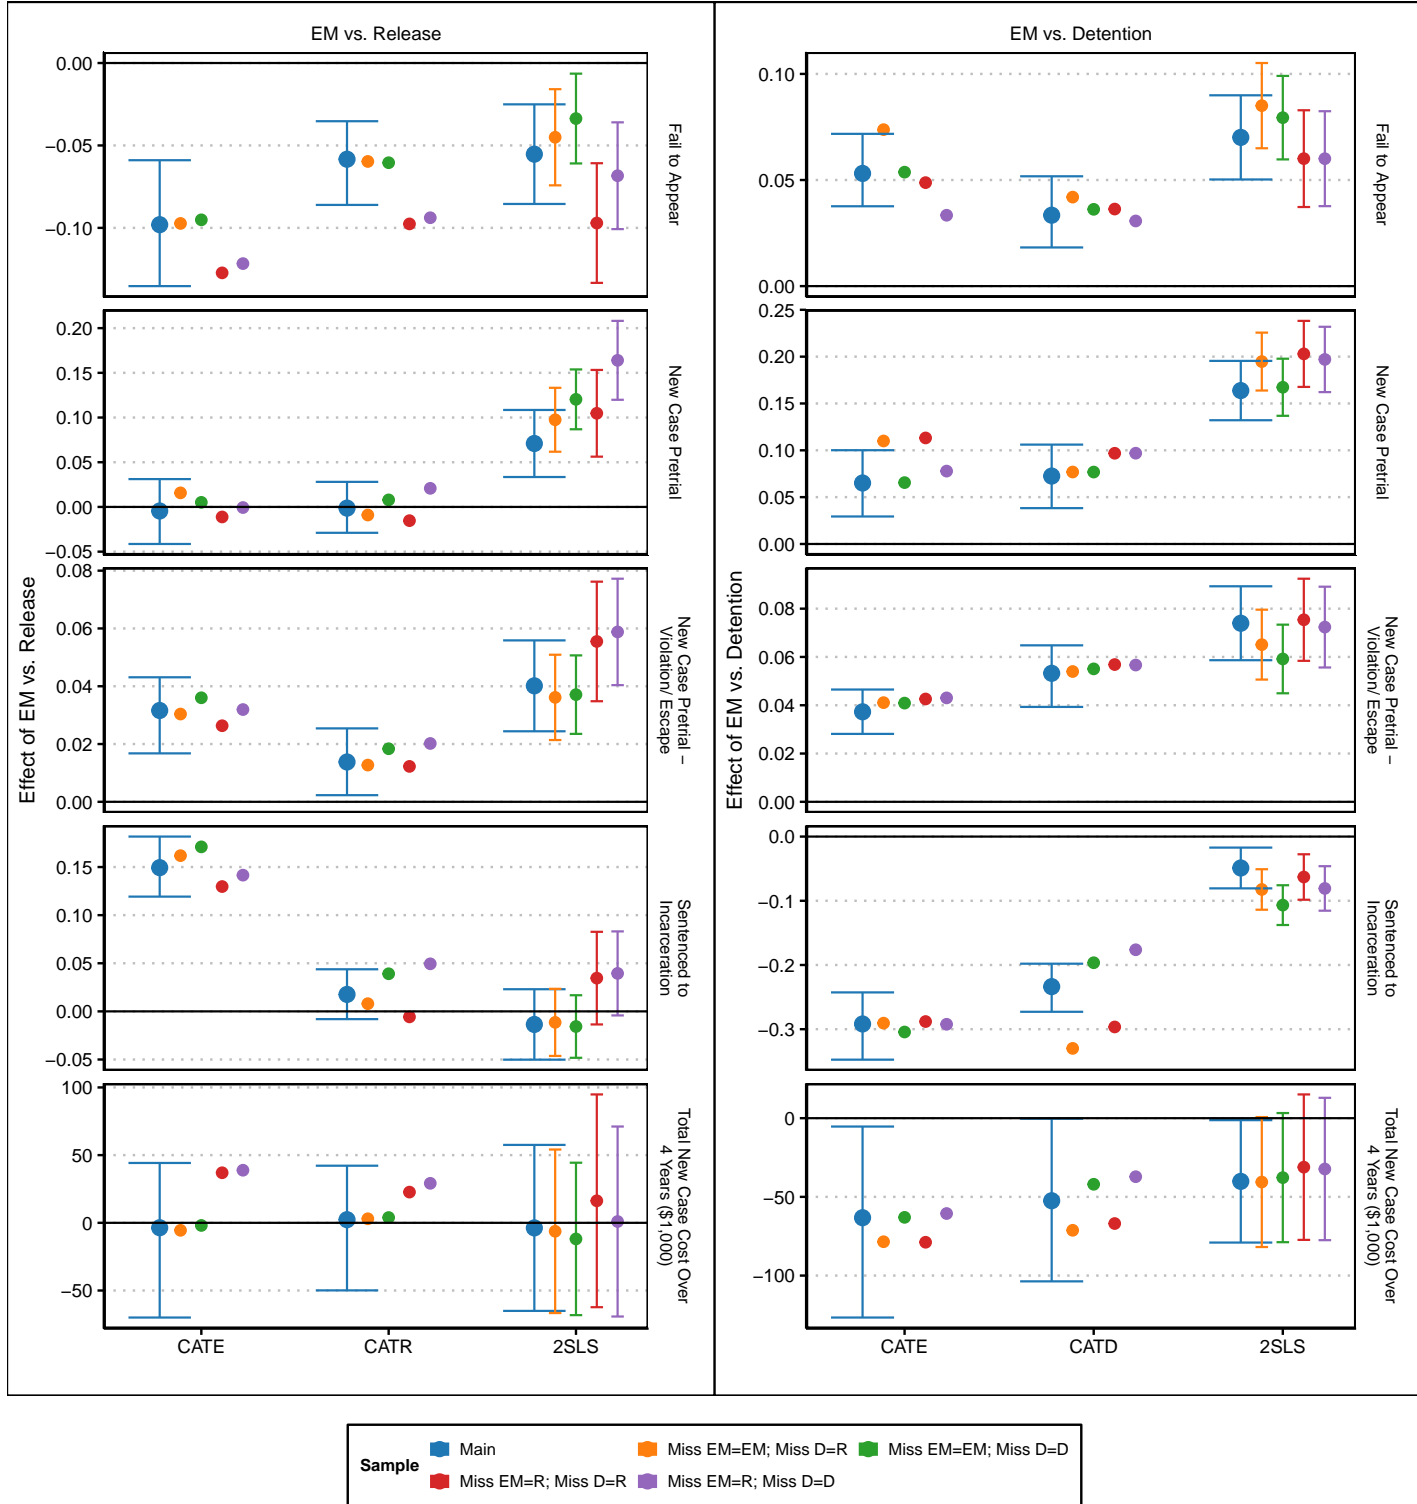 EM vs. Release
EM vs. Detention
Effect of EM vs. Release
0.00
−0.05
−0.10
Fail to Appear
0.20
0.15
0.10
0.05
0.00
−0.05
New Case Pretrial
0.08
0.06
0.04
0.02
0.00
New Case Pretrial −
Violation/ Escape
0.15
0.10
0.05
0.00
−0.05
Sentenced to
Incarceration
100
50
0
−50
Total New Case Cost Over
4 Years ($1,000)
CATE
CATR
2SLS
Effect of EM vs. Detention
0.10
0.05
0.00
Fail to Appear
0.25
0.20
0.15
0.10
0.05
0.00
New Case Pretrial
0.08
0.06
0.04
0.02
0.00
New Case Pretrial −
Violation/ Escape
0.0
−0.1
−0.2
−0.3
Sentenced to
Incarceration
0
−50
−100
Total New Case Cost Over
4 Years ($1,000)
CATE
CATD
2SLS
Sample
Main
Miss EM=EM; Miss D=R
Miss EM=EM; Miss D=D
Miss EM=R; Miss D=R
Miss EM=R; Miss D=D